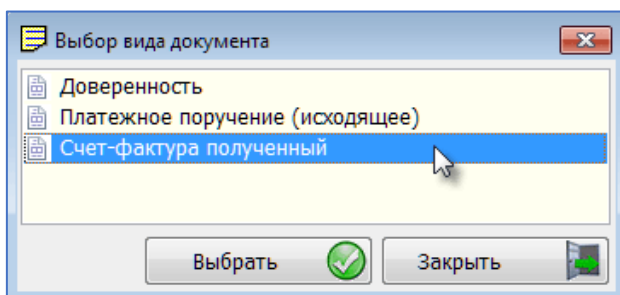 Выбор вида документа
Доверенность
Платежное поручение (исходящее)
Счет-фактура полученный
Выбрать
Закрыть